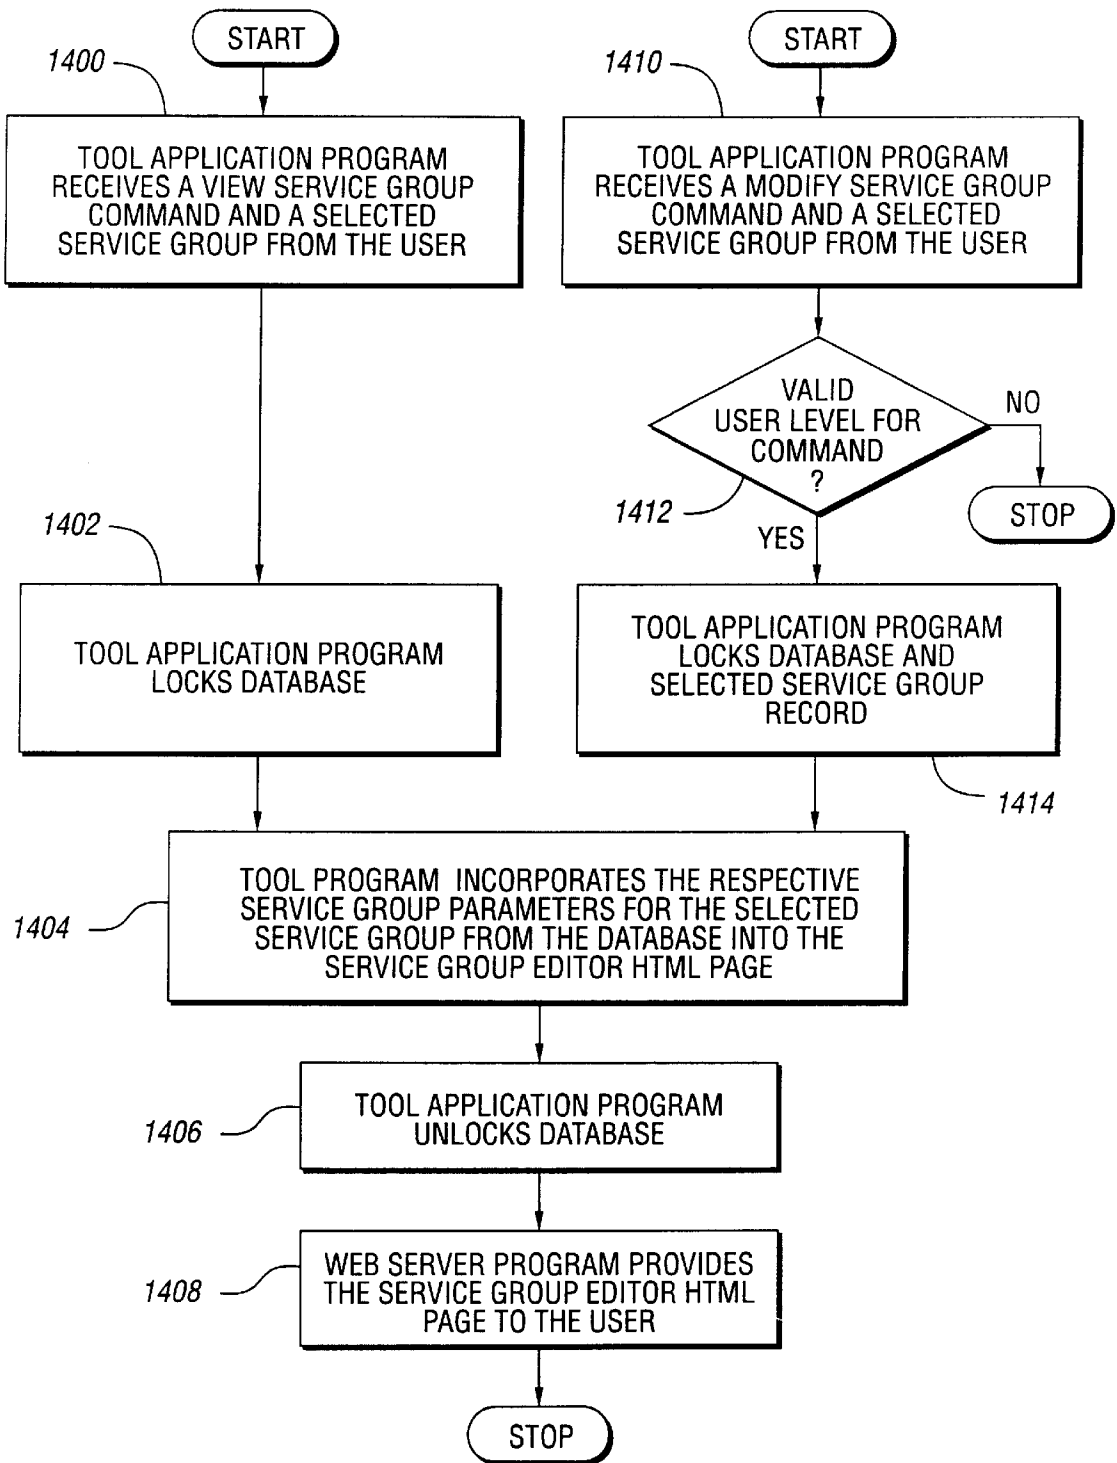 START
1400
TOOL APPLICATION PROGRAM
RECEIVES A VIEW SERVICE GROUP
COMMAND AND A SELECTED
SERVICE GROUP FROM THE USER
1402
TOOL APPLICATION PROGRAM
LOCKS DATABASE
START
1410
TOOL APPLICATION PROGRAM
RECEIVES A MODIFY SERVICE GROUP
COMMAND AND A SELECTED
SERVICE GROUP FROM THE USER
VALID
USER LEVEL FOR
COMMAND
?
1412
NO
STOP
YES
TOOL APPLICATION PROGRAM
LOCKS DATABASE AND
SELECTED SERVICE GROUP
RECORD
1414
1404
TOOL PROGRAM INCORPORATES THE RESPECTIVE
SERVICE GROUP PARAMETERS FOR THE SELECTED
SERVICE GROUP FROM THE DATABASE INTO THE
SERVICE GROUP EDITOR HTML PAGE
1406
TOOL APPLICATION PROGRAM
UNLOCKS DATABASE
1408
WEB SERVER PROGRAM PROVIDES
THE SERVICE GROUP EDITOR HTML
PAGE TO THE USER
STOP